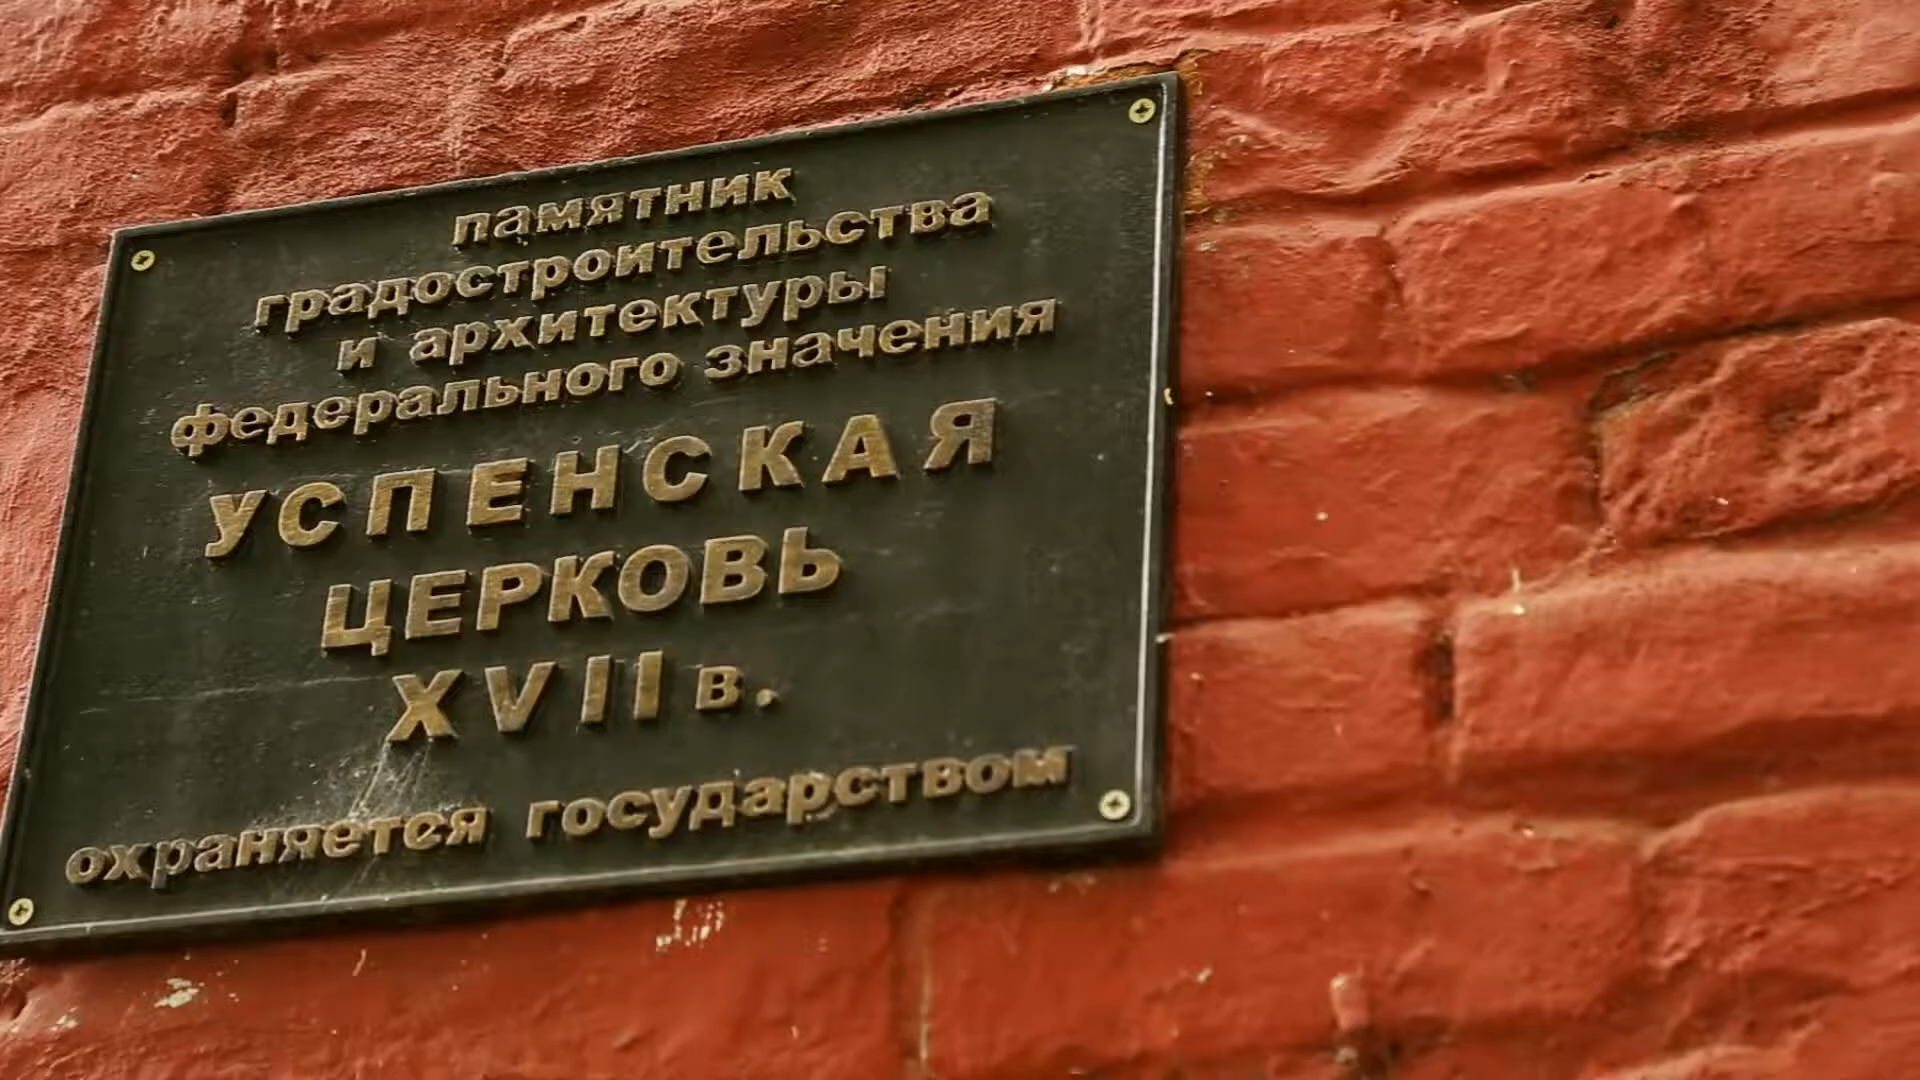 памятник
градостроительства
и архитектуры
федерального значения
УСПЕНСКАЯ
ЦЕРКОВЬ
XVII в.
охраняется государством